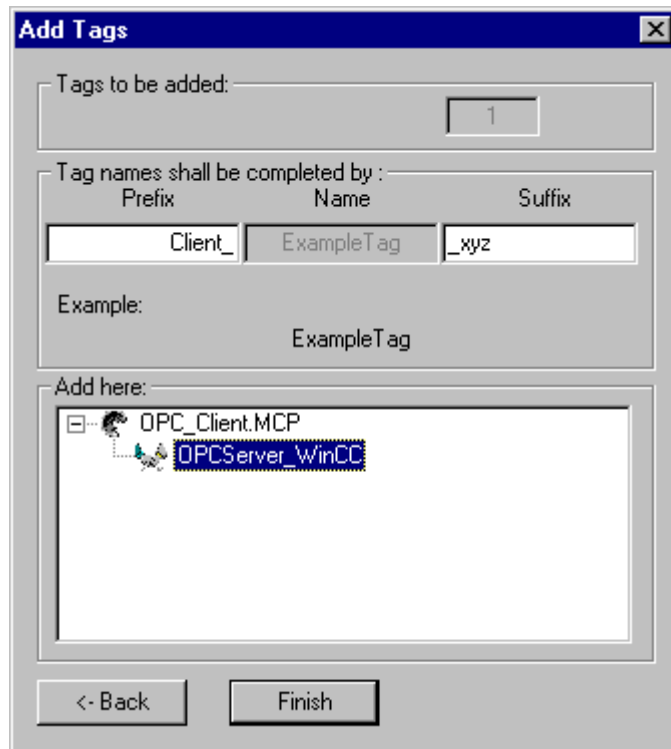 Add Tags
Tags to be added:
1
Tag names shall be completed by :
Prefix Name Suffix
Client_ ExampleTag _xyz
Example:
ExampleTag
Add here:
OPC_Client.MCP
OPCServer_WinCC
<- Back Finish